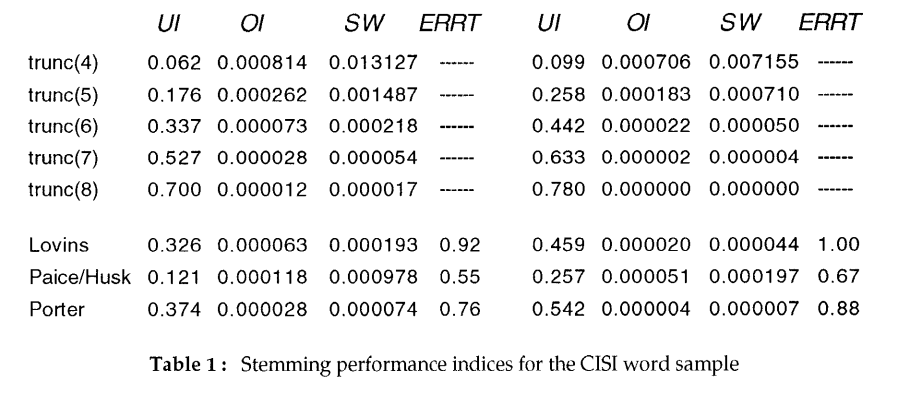 UI OI SW ERRT UI OI SW ERRT
trunc(4) 0.062 0.000814 0.013127 ------ 0.099 0.000706 0.007155 ------
trunc(5) 0.176 0.000262 0.001487 ------ 0.258 0.000183 0.000710 ------
trunc(6) 0.337 0.000073 0.000218 ------ 0.442 0.000022 0.000050 ------
trunc(7) 0.527 0.000028 0.000054 ------ 0.633 0.000002 0.000004 ------
trunc(8) 0.700 0.000012 0.000017 ------ 0.780 0.000000 0.000000 ------
Lovins 0.326 0.000063 0.000193 0.92 0.459 0.000020 0.000044 1.00
Paice/Husk 0.121 0.000118 0.000978 0.55 0.257 0.000051 0.000197 0.67
Porter 0.374 0.000028 0.000074 0.76 0.542 0.000004 0.000007 0.88
Table 1 : Stemming performance indices for the CISI word sample